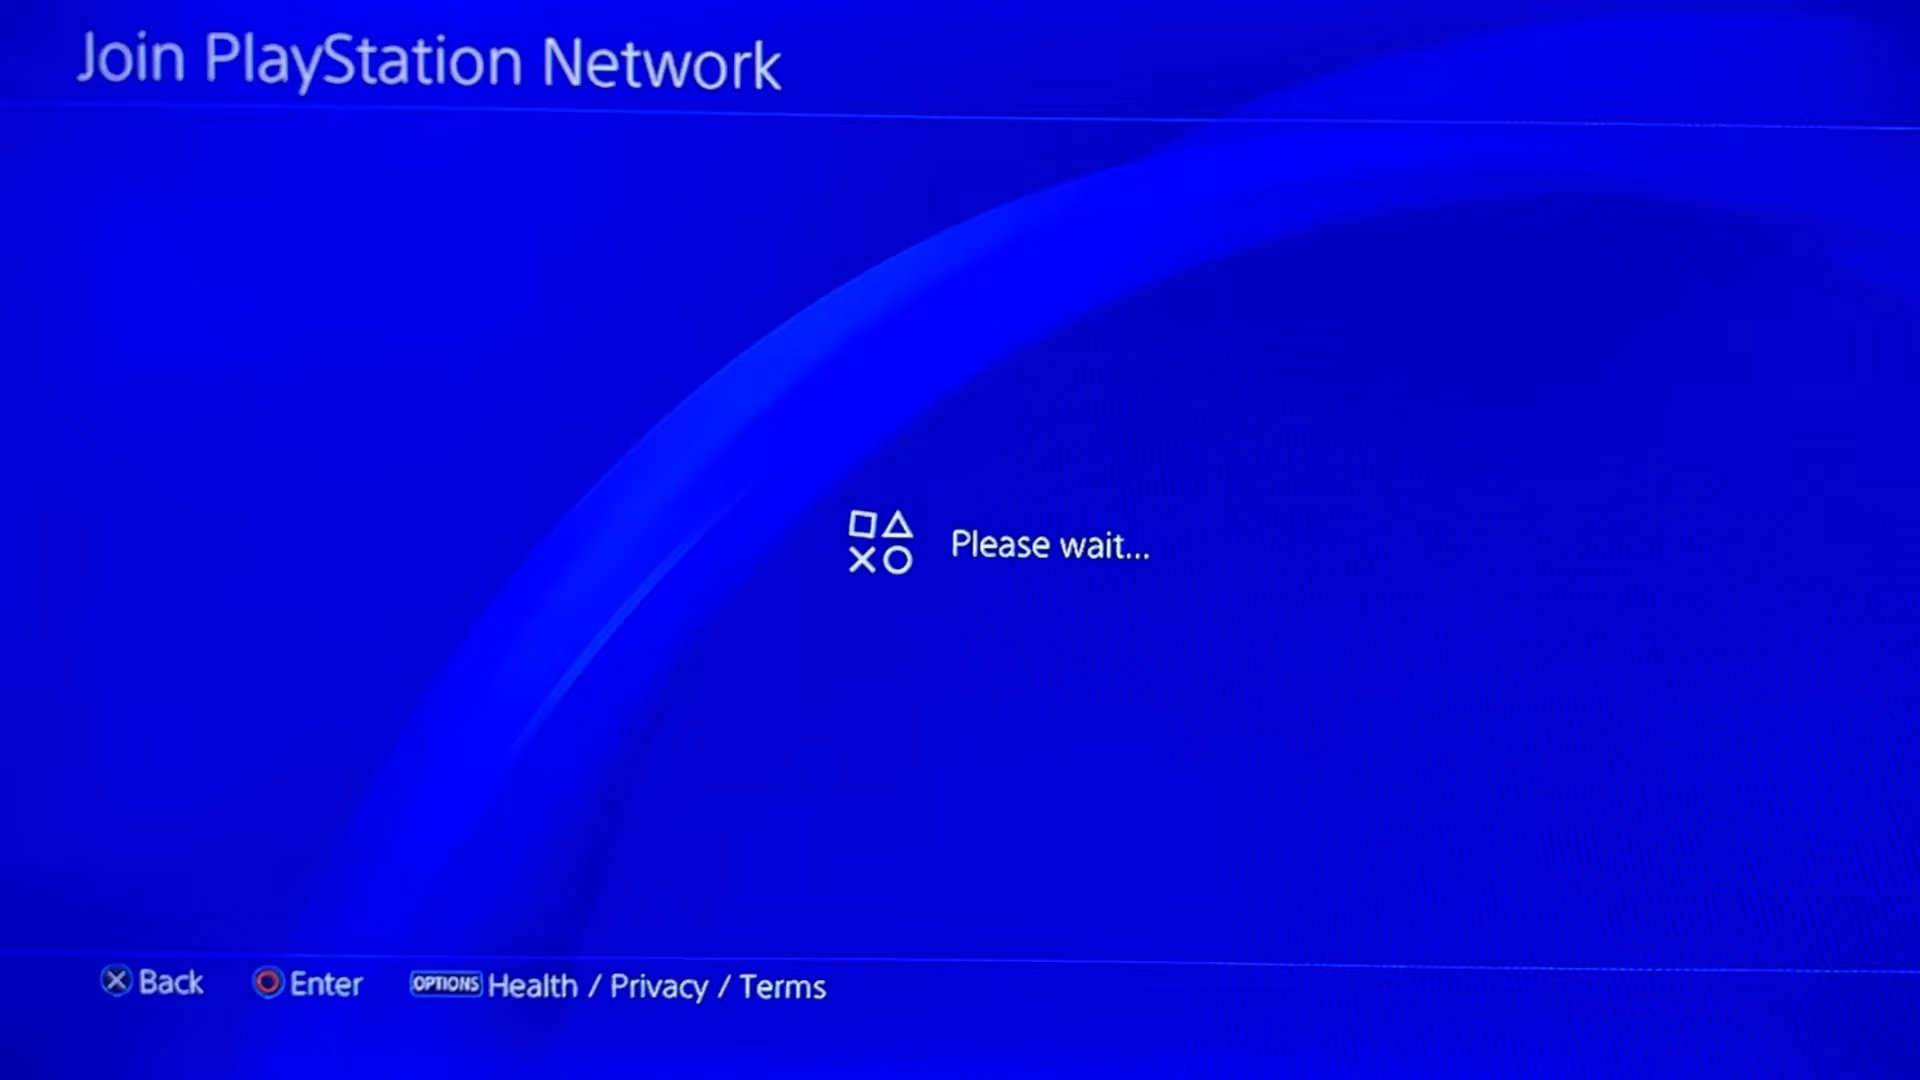 Join PlayStation Network
Please wait...
Back Enter OPTIONS Health / Privacy / Terms